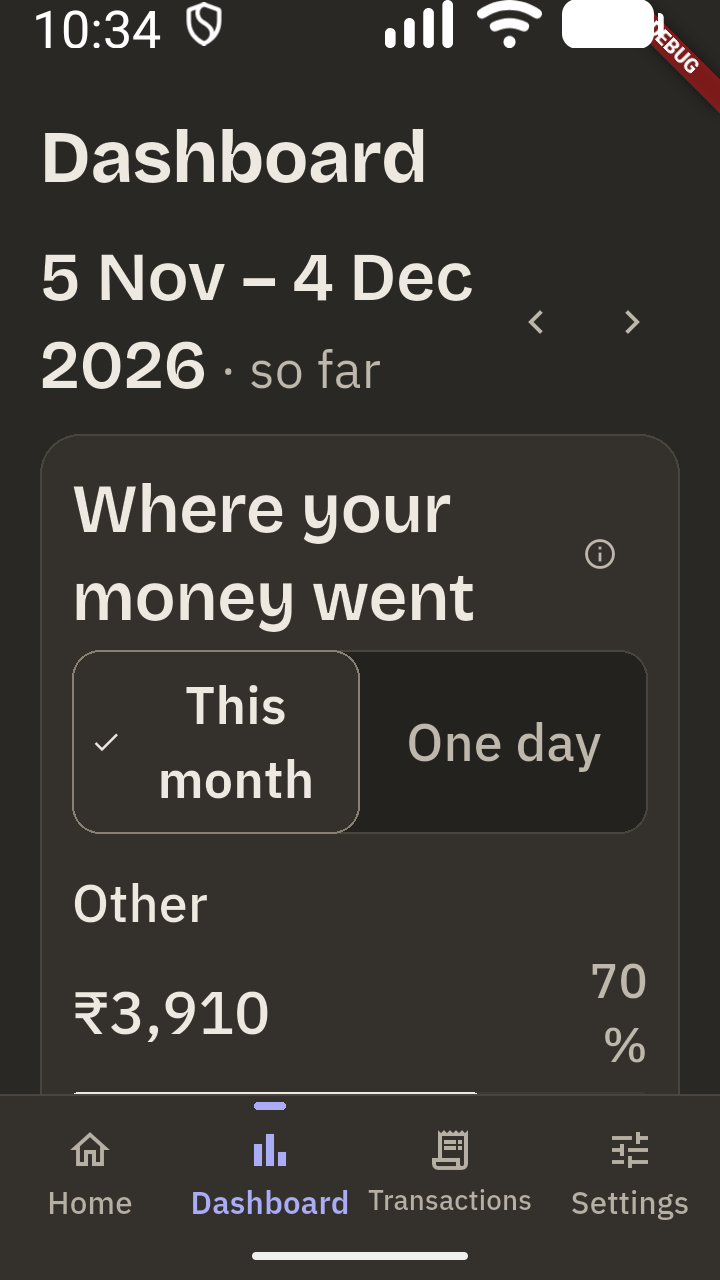 10:34
DEBUG
Dashboard
5 Nov – 4 Dec
2026 · so far
Where your
money went
This
month
One day
Other
₹3,910
70
%
Home
Dashboard
Transactions
Settings